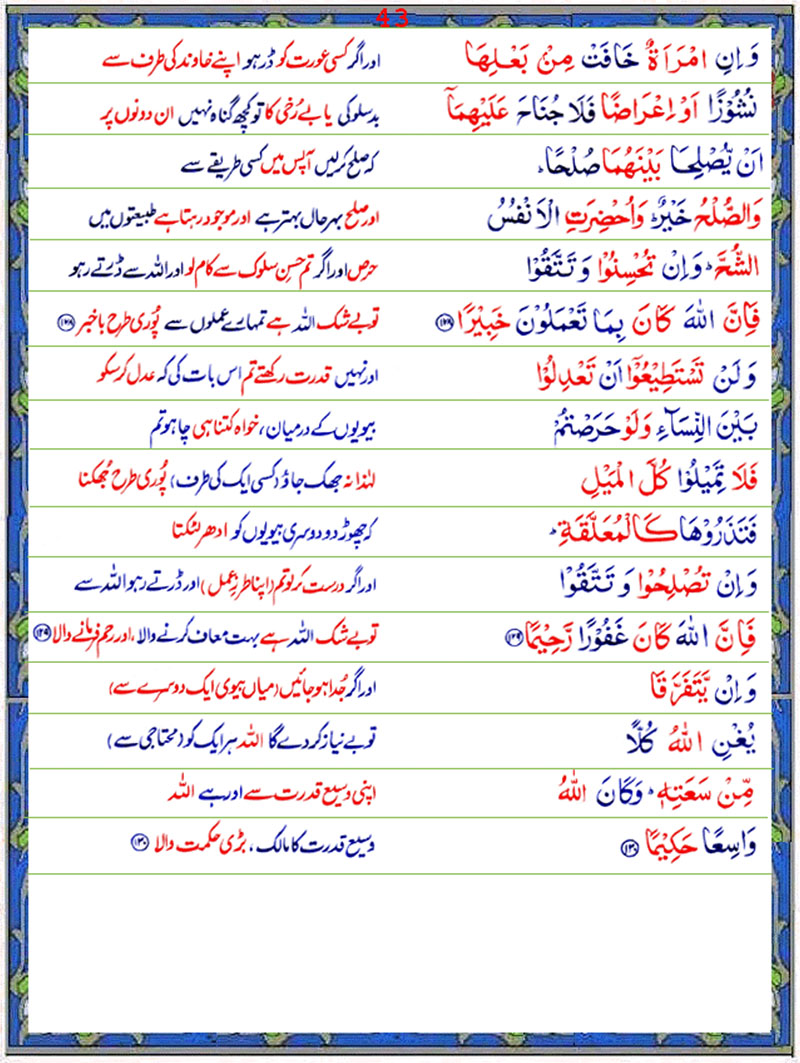 43
وَاِنِ امْرَاَةٌ خَافَتْ مِنْۢ بَعْلِهَا اور اگر کسی عورت کو ڈر ہو اپنے خاوند کی طرف سے
نُشُوْزًا اَوْ اِعْرَاضًا فَلَا جُنَاحَ عَلَيْهِمَآ بدسلوکی یا بے رُخی کا تو کچھ گناہ نہیں ان دونوں پر
اَنْ يُّصْلِحَا بَيْنَهُمَا صُلْحًاؕ کہ صلح کرلیں آپس میں کسی طریقے سے
وَالصُّلْحُ خَيْرٌؕ وَاُحْضِرَتِ الْاَنْفُسُ اور صلح بہرحال بہتر ہے اور موجود رہتا ہے طبیعتوں میں
الشُّحَّؕ وَاِنْ تُحْسِنُوْا وَتَتَّقُوْا حرص اور اگر تم حسنِ سلوک سے کام لو اور اللہ سے ڈرتے رہو
فَاِنَّ اللّٰهَ كَانَ بِمَا تَعْمَلُوْنَ خَبِيْرًا ۝۱۲۸ تو بے شک اللہ ہے تمہارے عملوں سے پُوری طرح باخبر ۝۱۲۸
وَلَنْ تَسْتَطِيْعُوْٓا اَنْ تَعْدِلُوْا اور نہیں قدرت رکھتے تم اس بات کی کہ عدل کرسکو
بَيْنَ النِّسَآءِ وَلَوْ حَرَصْتُمْ بیویوں کے درمیان، خواہ کتنا ہی چاہو تم
فَلَا تَمِيْلُوْا كُلَّ الْمَيْلِ لہٰذا نہ جھک جاؤ (کسی ایک کی طرف) پُوری طرح جُھکنا
فَتَذَرُوْهَا كَالْمُعَلَّقَةِؕ کہ چھوڑ دو دوسری بیویوں کو ادھر لٹکتا
وَاِنْ تُصْلِحُوْا وَتَتَّقُوْا اور اگر درست کرلو تم (اپنا طرزِ عمل) اور ڈرتے رہو اللہ سے
فَاِنَّ اللّٰهَ كَانَ غَفُوْرًا رَّحِيْمًا ۝۱۲۹ تو بے شک اللہ ہے بہت معاف کرنے والا، اور رحم فرمانے والا ۝۱۲۹
وَاِنْ يَّتَفَرَّقَا اور اگر جُدا ہوجائیں (میاں بیوی ایک دوسرے سے)
يُغْنِ اللّٰهُ كُلًّا تو بے نیاز کردے گا اللہ ہر ایک کو (محتاجی سے)
مِّنْ سَعَتِهٖؕ وَكَانَ اللّٰهُ اپنی وسیع قدرت سے اور ہے اللہ
وَاسِعًا حَكِيْمًا ۝۱۳۰ وسیع قدرت کا مالک، بڑی حکمت والا ۝۱۳۰